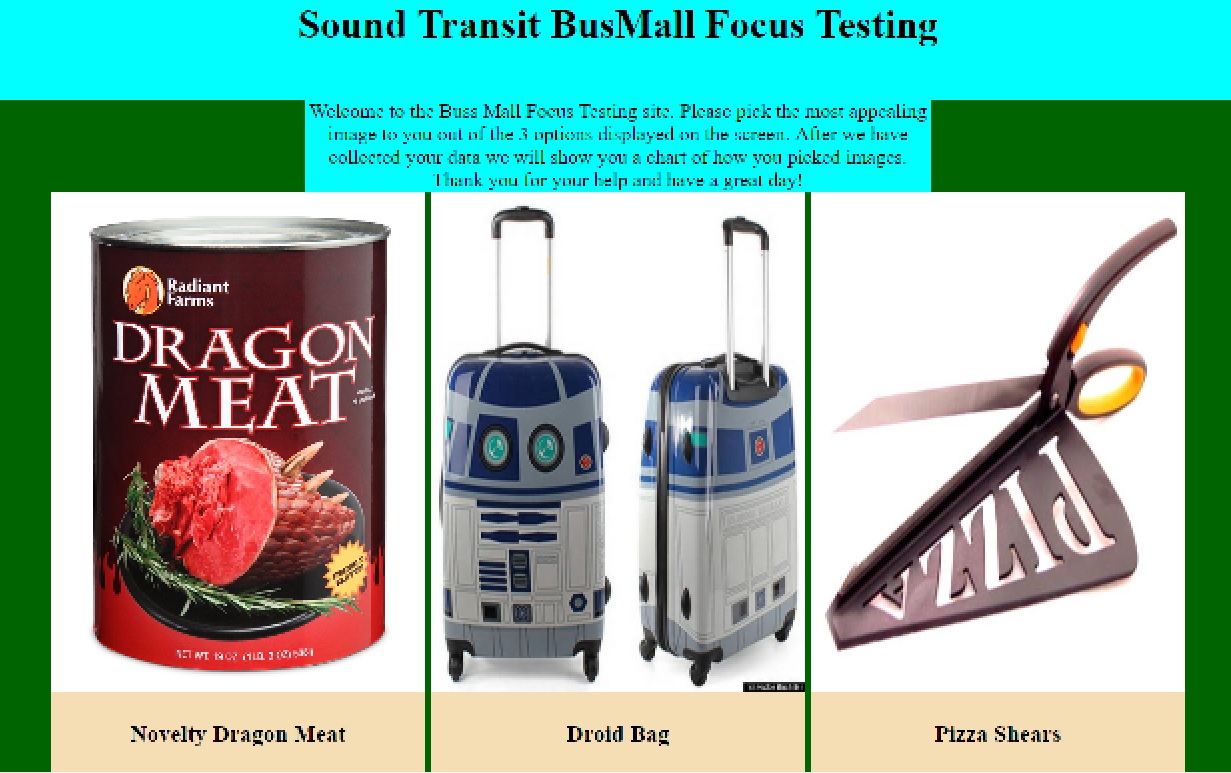 Sound Transit BusMall Focus Testing
Welcome to the Buss Mall Focus Testing site. Please pick the most appealing
image to you out of the 3 options displayed on the screen. After we have
collected your data we will show you a chart of how you picked images.
Thank you for your help and have a great day!
Radiant
Farms
DRAGON
MEAT
PIZZA
Novelty Dragon Meat
Droid Bag
Pizza Shears